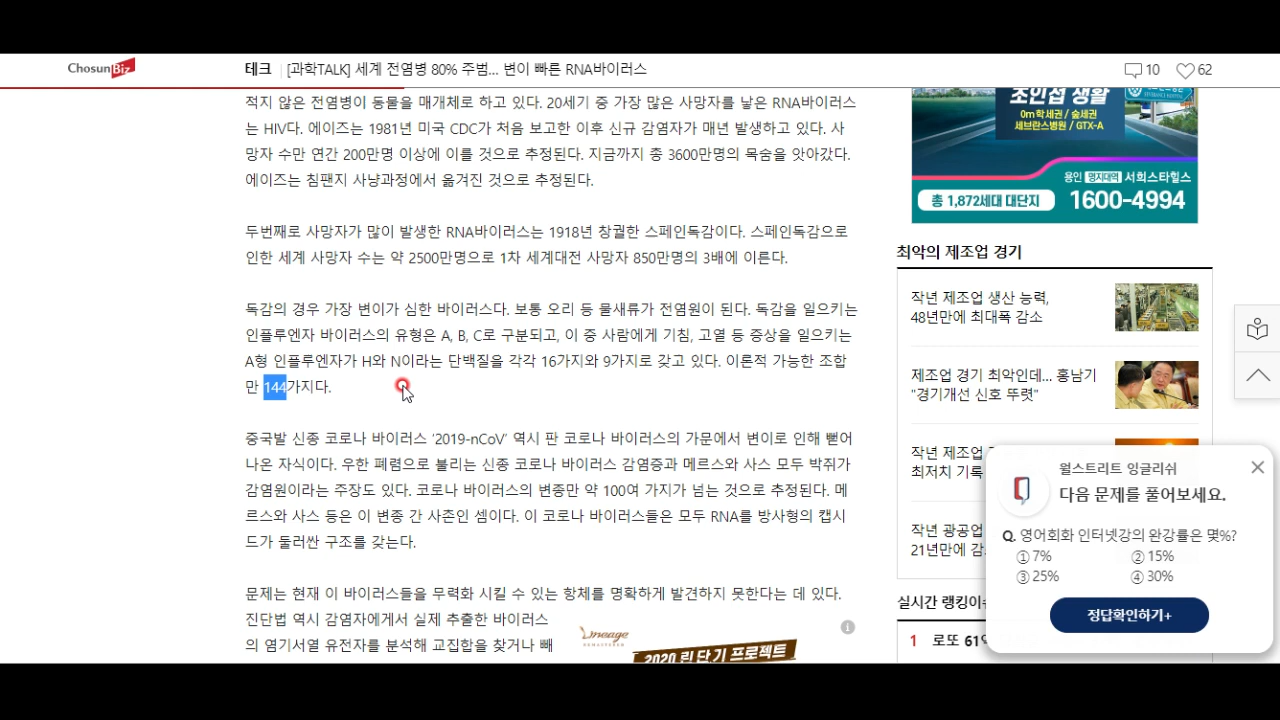 ChosunBiz
테크 [과학TALK] 세계 전염병 80% 주범... 변이 빠른 RNA바이러스
10 62
적지 않은 전염병이 동물을 매개체로 하고 있다. 20세기 중 가장 많은 사망자를 낳은 RNA바이러스
는 HIV다. 에이즈는 1981년 미국 CDC가 처음 보고한 이후 신규 감염자가 매년 발생하고 있다. 사
망자 수만 연간 200만명 이상에 이를 것으로 추정된다. 지금까지 총 3600만명의 목숨을 앗아갔다.
에이즈는 침팬지 사냥과정에서 옮겨진 것으로 추정된다.
두번째로 사망자가 많이 발생한 RNA바이러스는 1918년 창궐한 스페인독감이다. 스페인독감으로
인한 세계 사망자 수는 약 2500만명으로 1차 세계대전 사망자 850만명의 3배에 이른다.
독감의 경우 가장 변이가 심한 바이러스다. 보통 오리 등 물새류가 전염원이 된다. 독감을 일으키는
인플루엔자 바이러스의 유형은 A, B, C로 구분되고, 이 중 사람에게 기침, 고열 등 증상을 일으키는
A형 인플루엔자가 H와 N이라는 단백질을 각각 16가지와 9가지로 갖고 있다. 이론적 가능한 조합
만 144가지다.
중국발 신종 코로나 바이러스 '2019-nCoV' 역시 판 코로나 바이러스의 가문에서 변이로 인해 뻗어
나온 자식이다. 우한 폐렴으로 불리는 신종 코로나 바이러스 감염증과 메르스와 사스 모두 박쥐가
감염원이라는 주장도 있다. 코로나 바이러스의 변종만 약 100여 가지가 넘는 것으로 추정된다. 메
르스와 사스 등은 이 변종 간 사촌인 셈이다. 이 코로나 바이러스들은 모두 RNA를 방사형의 캡시
드가 둘러싼 구조를 갖는다.
문제는 현재 이 바이러스들을 무력화 시킬 수 있는 항체를 명확하게 발견하지 못한다는 데 있다.
진단법 역시 감염자에게서 실제 추출한 바이러스
의 염기서열 유전자를 분석해 교집합을 찾거나 빼
Lineage
REMASTERED
2020 린 단 기 프로젝트
초인접 생활
0m학세권 / 숲세권
세브란스병원 / GTX-A
용인 명지대역 서희스타힐스
총 1,872세대 대단지 1600-4994
최악의 제조업 경기
작년 제조업 생산 능력,
48년만에 최대폭 감소
제조업 경기 최악인데... 홍남기
"경기개선 신호 뚜렷"
작년 제조업
최저치 기록
작년 광공업
21년만에 감
실시간 랭킹이슈
1 로또 61억
월스트리트 잉글리쉬
다음 문제를 풀어보세요.
Q. 영어회화 인터넷강의 완강률은 몇%?
① 7% ② 15%
③ 25% ④ 30%
정답확인하기+